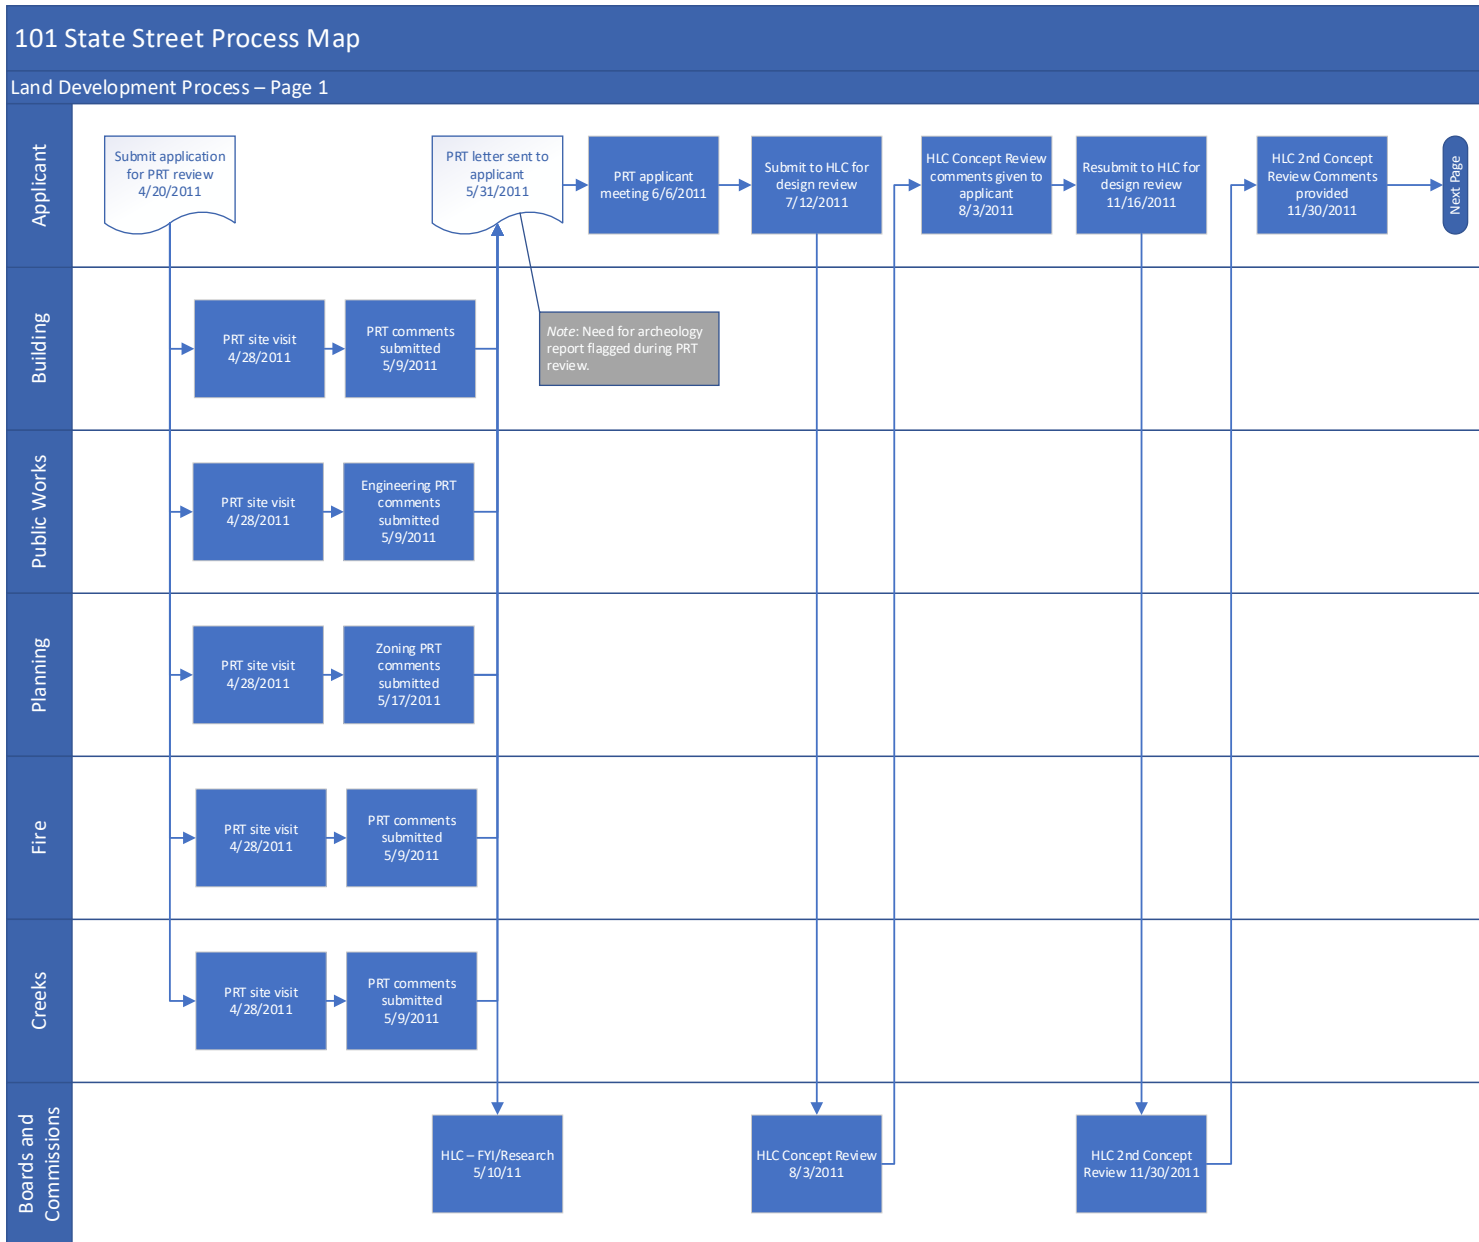 101 State Street Process Map
Land Development Process – Page 1
Applicant
Submit application
for PRT review
4/20/2011
PRT letter sent to
applicant
5/31/2011
PRT applicant
meeting 6/6/2011
Submit to HLC for
design review
7/12/2011
HLC Concept Review
comments given to
applicant
8/3/2011
Resubmit to HLC for
design review
11/16/2011
HLC 2nd Concept
Review Comments
provided
11/30/2011
Next Page
Building
PRT site visit
4/28/2011
PRT comments
submitted
5/9/2011
Note: Need for archeology
report flagged during PRT
review.
Public Works
PRT site visit
4/28/2011
Engineering PRT
comments
submitted
5/9/2011
Planning
PRT site visit
4/28/2011
Zoning PRT
comments
submitted
5/17/2011
Fire
PRT site visit
4/28/2011
PRT comments
submitted
5/9/2011
Creeks
PRT site visit
4/28/2011
PRT comments
submitted
5/9/2011
Boards and
Commissions
HLC – FYI/Research
5/10/11
HLC Concept Review
8/3/2011
HLC 2nd Concept
Review 11/30/2011